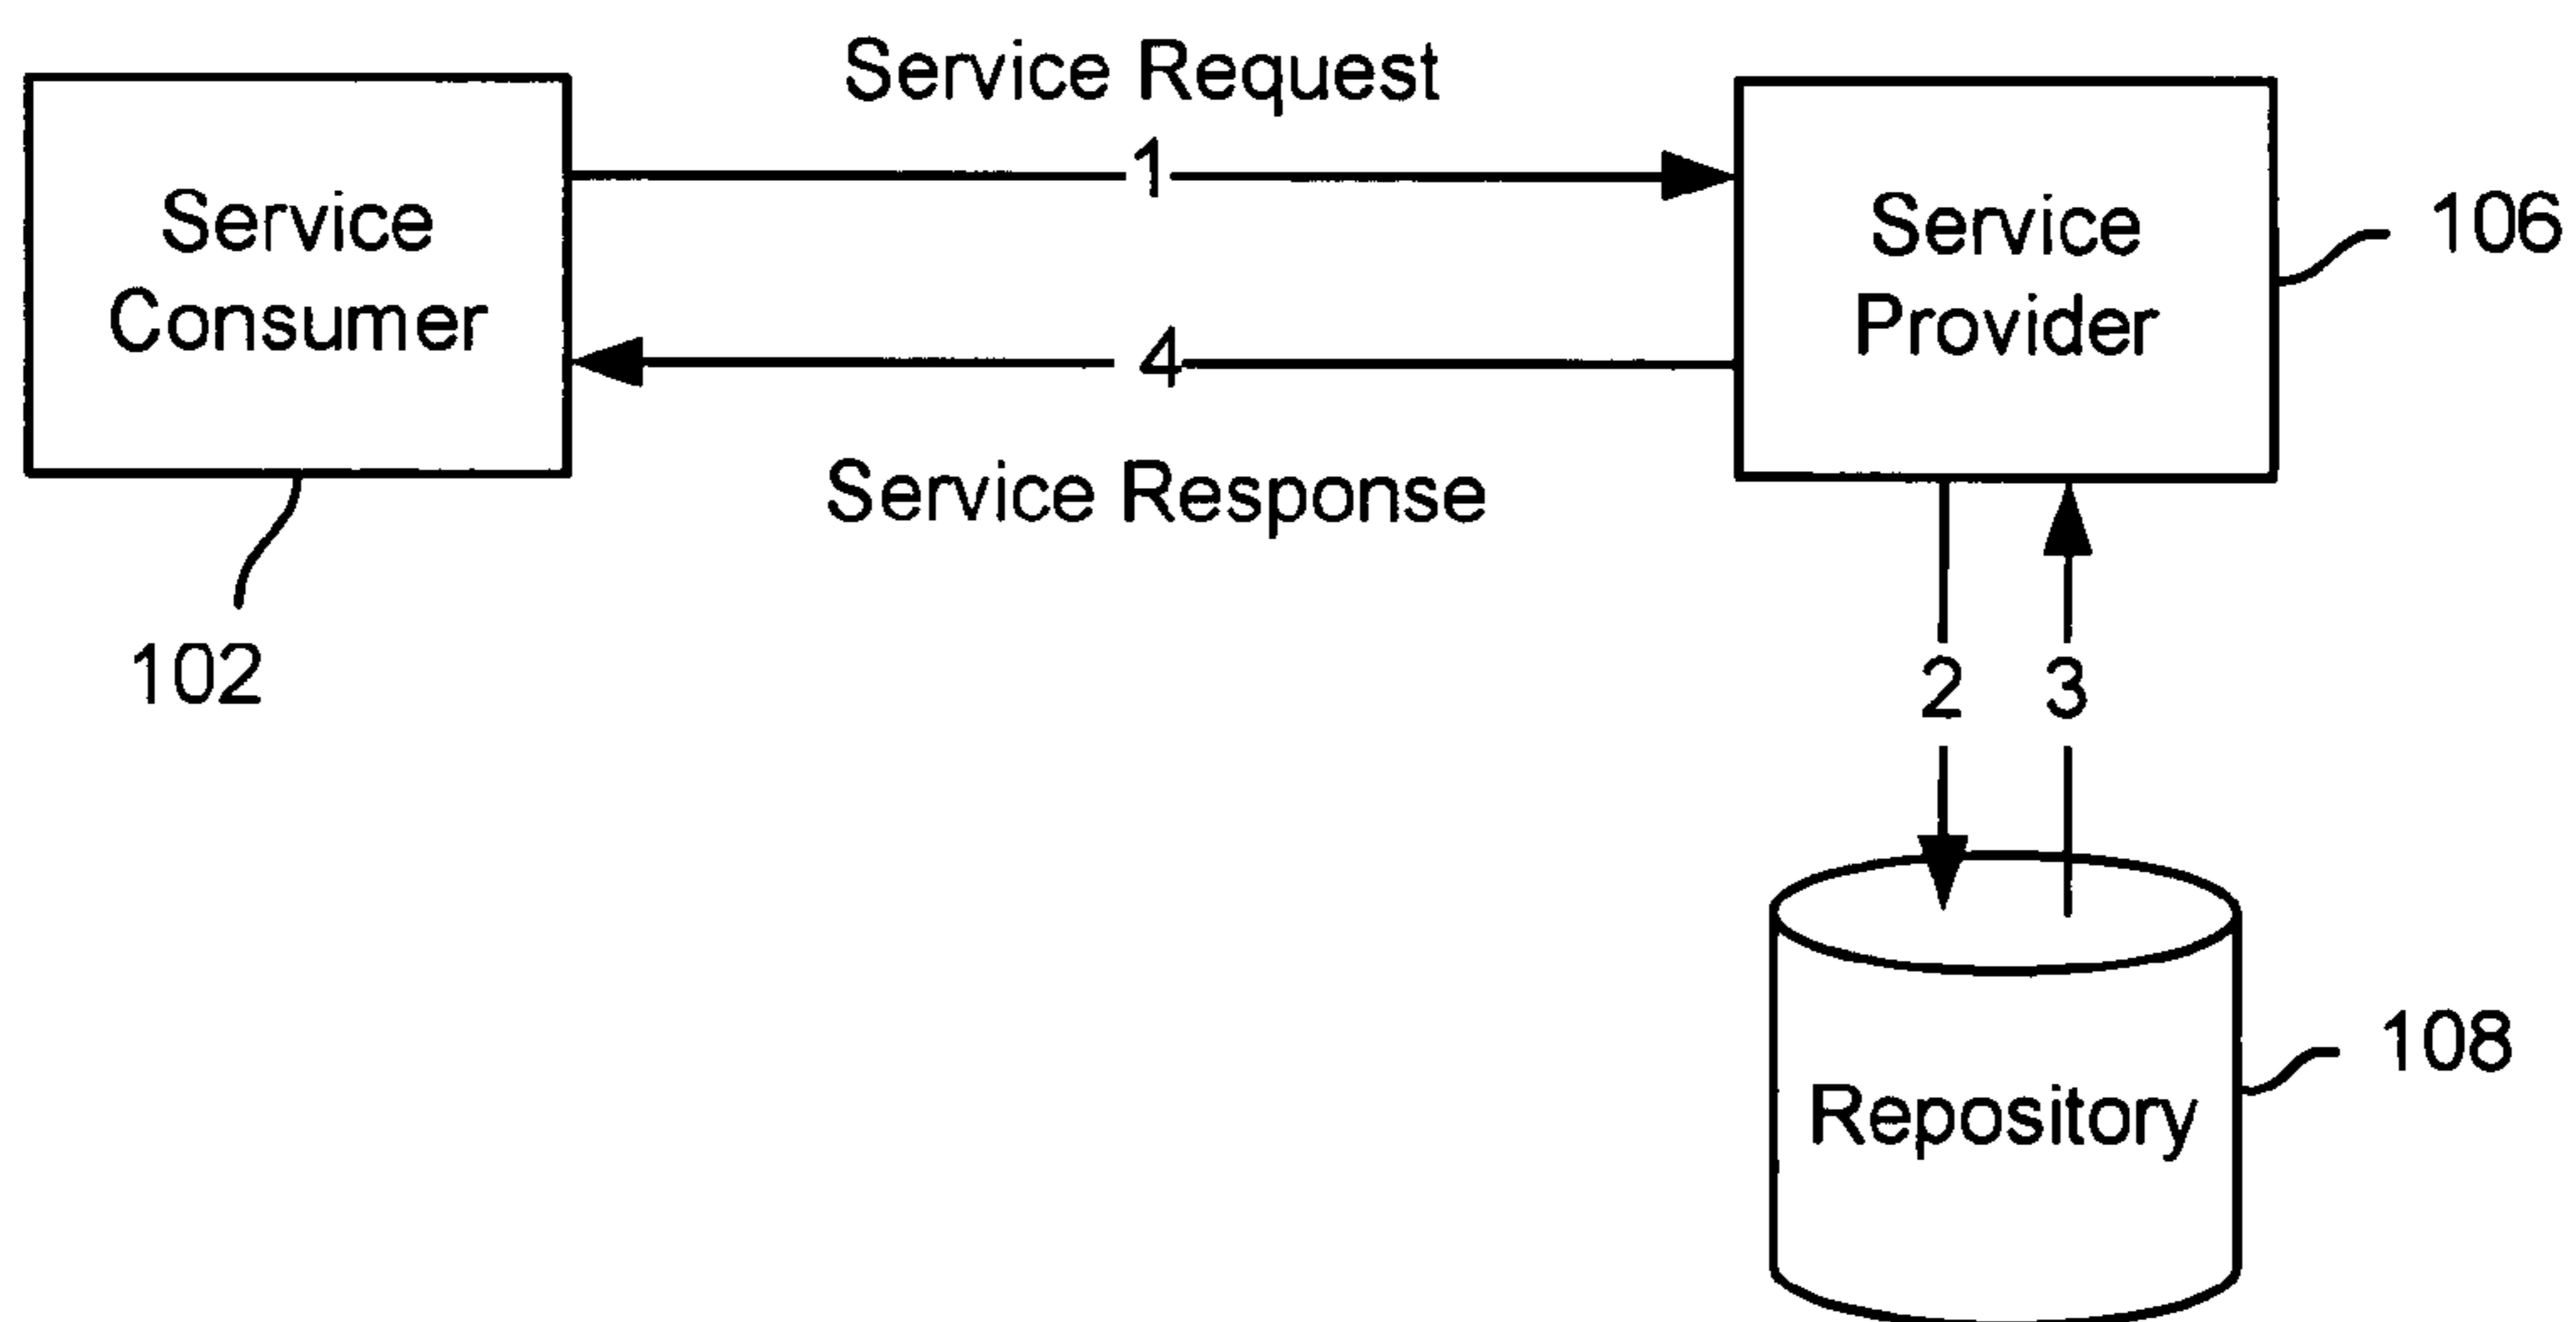 Service Request
1
Service
Consumer
Service
Provider
106
4
Service Response
102
2 3
108
Repository